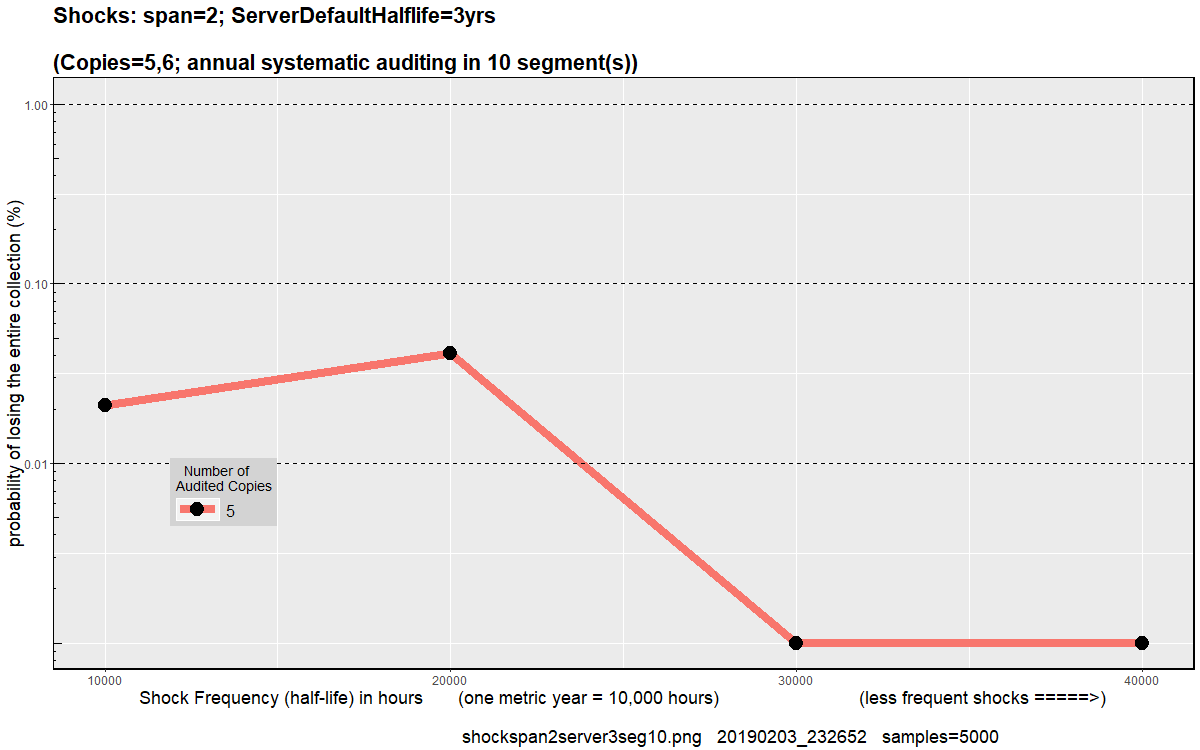 Shocks: span=2; ServerDefaultHalflife=3yrs
(Copies=5,6; annual systematic auditing in 10 segment(s))
probability of losing the entire collection (%)
1.00
0.10
0.01
Number of
Audited Copies
5
10000 20000 30000 40000
Shock Frequency (half-life) in hours (one metric year = 10,000 hours) (less frequent shocks =====>)
shockspan2server3seg10.png 20190203_232652 samples=5000